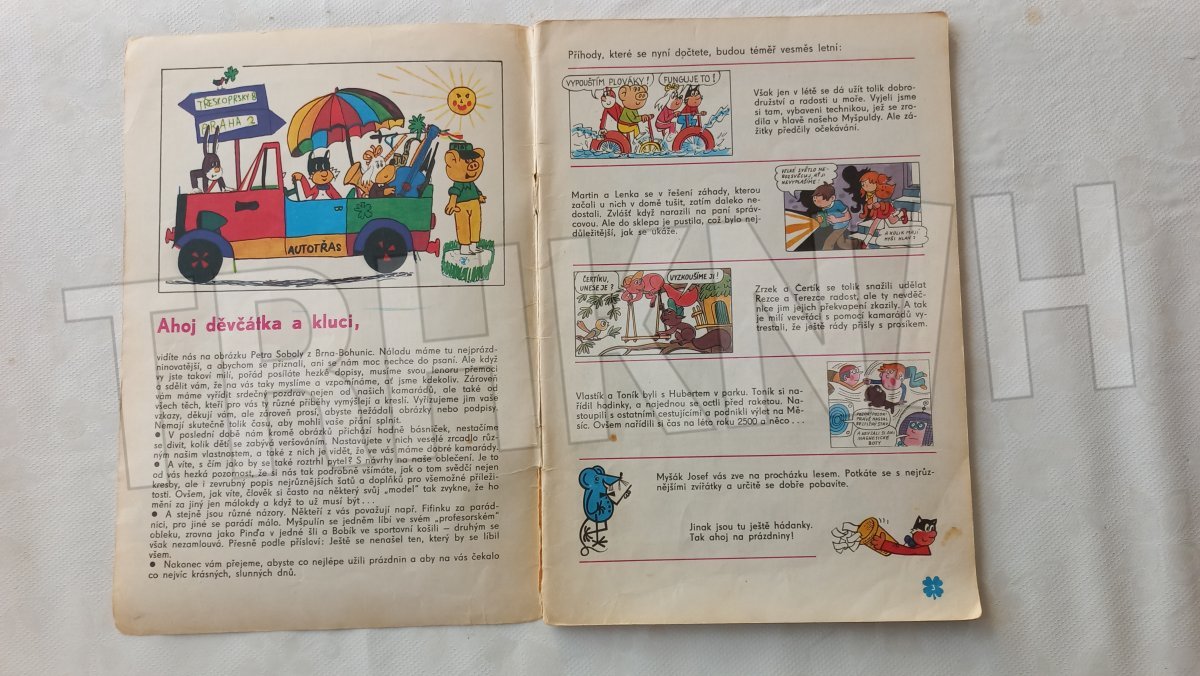 TŘESKOPRSKY 8
PRAHA 2
AUTOTŘAS
Ahoj děvčátka a kluci,
vidíte nás na obrázku Petra Soboly z Brna-Bohunic. Náladu máme tu nejprázd-
ninovatější, a abychom se přiznali, ani se nám moc nechce do psaní. Ale když
vy jste takoví milí, pořád posíláte hezké dopisy, musíme svou lenoru přemoci
a sdělit vám, že na vás taky myslíme a vzpomínáme, ať jsme kdekoliv. Zároveň
vám máme vyřídit srdečný pozdrav nejen od našich kamarádů, ale také od
všech těch, kteří pro vás ty různé příběhy vymýšlejí a kreslí. Vyřizujeme jim vaše
vzkazy, děkují vám, ale zároveň prosí, abyste nežádali obrázky nebo podpisy.
Nemají skutečně tolik času, aby mohli vaše přání splnit.
● V poslední době nám kromě obrázků přichází hodně básniček, nestačíme
se divit, kolik dětí se zabývá veršováním. Nastavujete v nich veselé zrcadlo růz-
ným našim vlastnostem, a také z nich je vidět, že ve vás máme dobré kamarády.
● A víte, s čím jako by se také roztrhl pytel? S návrhy na naše oblečení. Je to
od vás hezká pozornost, že si nás tak podrobně všímáte, jak o tom svědčí nejen
kresby, ale i zevrubný popis nejrůznějších šatů a doplňků pro všemožné příleži-
tosti. Ovšem, jak víte, člověk si často na některý svůj „model" tak zvykne, že ho
mění za jiný jen málokdy a když to už musí být...
● A stejně jsou různé názory. Někteří z vás považují např. Fifinku za parád-
nici, pro jiné se parádí málo. Myšpulín se jedněm líbí ve svém „profesorském"
obleku, zrovna jako Pinďa v jedné šli a Bobík ve sportovní košili – druhým se
však nezamlouvá. Přesně podle přísloví: Ještě se nenašel ten, který by se líbil
všem.
● Nakonec vám přejeme, abyste co nejlépe užili prázdnin a aby na vás čekalo
co nejvíc krásných, slunných dnů.
Příhody, které se nyní dočtete, budou téměř vesměs letní:
VYPOUŠTÍM PLOVÁKY!
FUNGUJE TO!
Však jen v létě se dá užít tolik dobro-
družství a radosti u moře. Vyjeli jsme
si tam, vybaveni technikou, jež se zro-
dila v hlavě našeho Myšpuldy. Ale zá-
žitky předčily očekávání.
Martin a Lenka se v řešení záhady, kterou
začali u nich v domě tušit, zatím daleko ne-
dostali. Zvlášť když narazili na paní správ-
covou. Ale do sklepa je pustila, což bylo nej-
důležitější, jak se ukáže.
VELKÉ SVĚTLO NE-
ROZSVĚCUJ, AŤ JI
NEVYPLAŠÍME!
A KOLIK MAJÍ
MYŠI HLAV?
ČERTÍKU,
UNESE JE?
VYZKOUŠÍME JI!
Zrzek a Čertík se tolik snažili udělat
Rezce a Terezce radost, ale ty nevděč-
nice jim jejich překvapení zkazily. A tak
je milí veveřáci s pomocí kamarádů vy-
trestali, že ještě rády přišly s prosíkem.
Vlastík a Toník byli s Hubertem v parku. Toník si na-
řídil hodinky, a najednou se octli před raketou. Na-
stoupili s ostatními cestujícími a podnikli výlet na Mě-
síc. Ovšem nařídili si čas na léto roku 2500 a něco...
A NEVZALI SI ANI
MAGNETICKÉ
BOTY
Myšák Josef vás zve na procházku lesem. Potkáte se s nejrůz-
nějšími zvířátky a určitě se dobře pobavíte.
Jinak jsou tu ještě hádanky.
Tak ahoj na prázdniny!
TRHKNIH